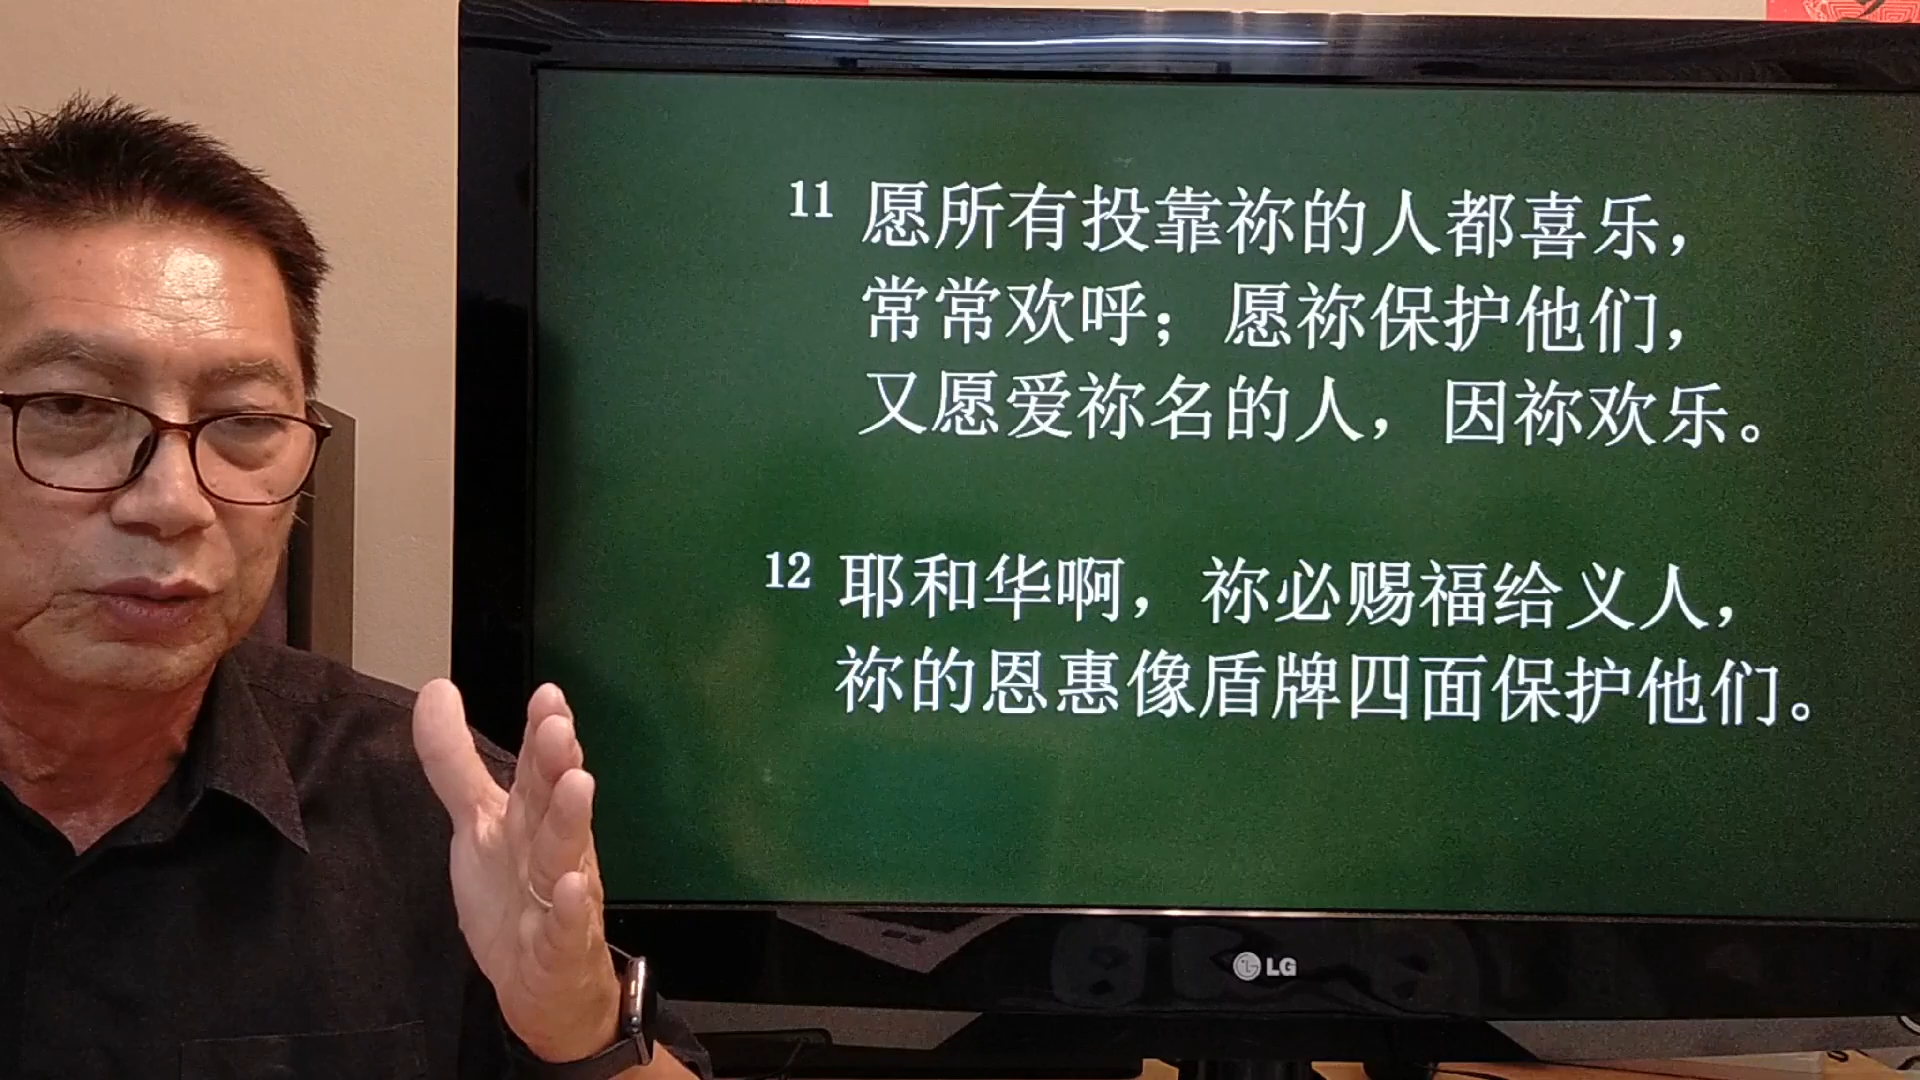 11 愿所有投靠祢的人都喜乐，
常常欢呼；愿祢保护他们，
又愿爱祢名的人，因祢欢乐。
12 耶和华啊，祢必赐福给义人，
祢的恩惠像盾牌四面保护他们。
LG